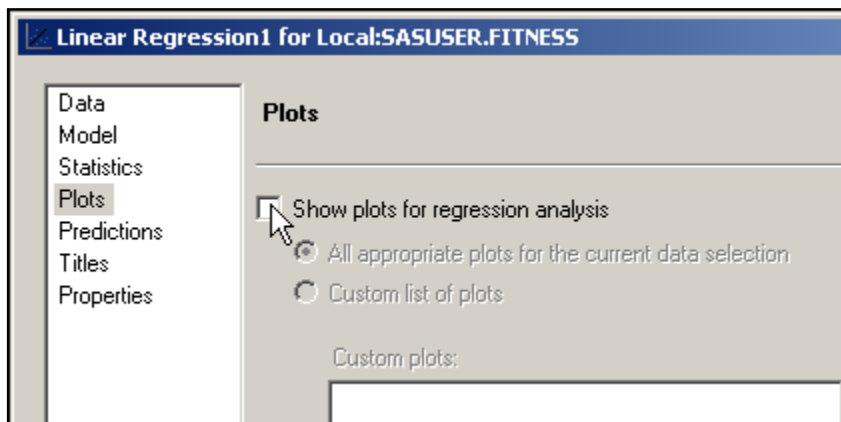 Linear Regression1 for Local:SASUSER.FITNESS
Data
Model
Statistics
Plots
Predictions
Titles
Properties
Plots
Show plots for regression analysis
All appropriate plots for the current data selection
Custom list of plots
Custom plots: